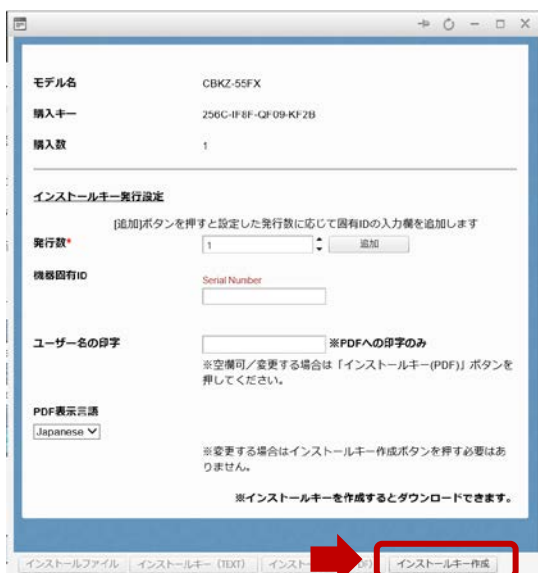 モデル名 CBKZ-55FX
購入キー 256C-IF8F-QF09-KF2B
購入数 1
インストールキー発行設定
[追加]ボタンを押すと設定した発行数に応じて固有IDの入力欄を追加します
発行数* 1 追加
機器固有ID Serial Number
ユーザー名の印字 ※PDFへの印字のみ
※空欄可／変更する場合は「インストールキー(PDF)」ボタンを
押してください。
PDF表示言語
Japanese
※変更する場合はインストールキー作成ボタンを押す必要はあ
りません。
※インストールキーを作成するとダウンロードできます。
インストールファイル インストールキー (TEXT) インスト DF) インストールキー作成